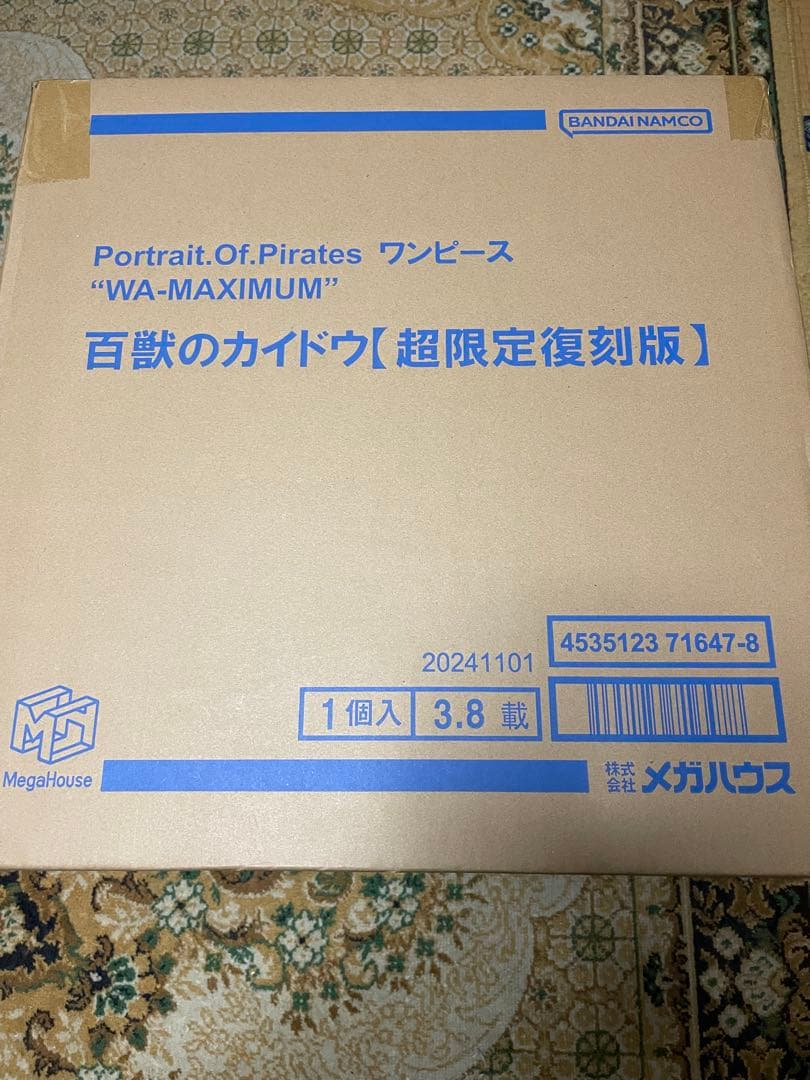 BANDAI NAMCO
Portrait.Of.Pirates ワンピース
“WA-MAXIMUM”
百獣のカイドウ【超限定復刻版】
4535123 71647-8
20241101
1個入 3.8 載
MegaHouse
株式会社 メガハウス